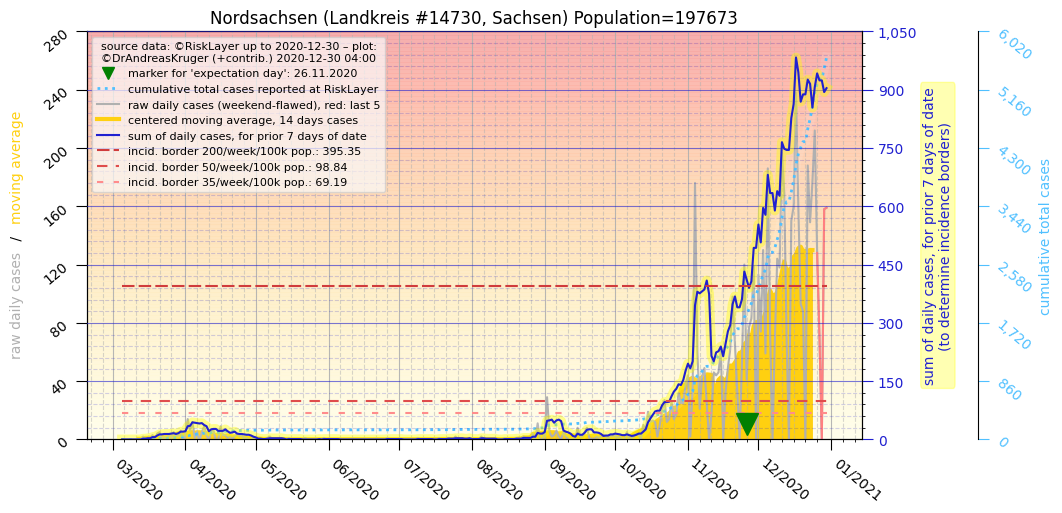 Nordsachsen (Landkreis #14730, Sachsen) Population=197673
source data: ©RiskLayer up to 2020-12-30 – plot:
©DrAndreasKruger (+contrib.) 2020-12-30 04:00
marker for 'expectation day': 26.11.2020
cumulative total cases reported at RiskLayer
raw daily cases (weekend-flawed), red: last 5
centered moving average, 14 days cases
sum of daily cases, for prior 7 days of date
incid. border 200/week/100k pop.: 395.35
incid. border 50/week/100k pop.: 98.84
incid. border 35/week/100k pop.: 69.19
raw daily cases / moving average
280
240
200
160
120
80
40
0
1,050
900
750
600
450
300
150
0
sum of daily cases, for prior 7 days of date
(to determine incidence borders)
6,020
5,160
4,300
3,440
2,580
1,720
860
0
cumulative total cases
03/2020
04/2020
05/2020
06/2020
07/2020
08/2020
09/2020
10/2020
11/2020
12/2020
01/2021